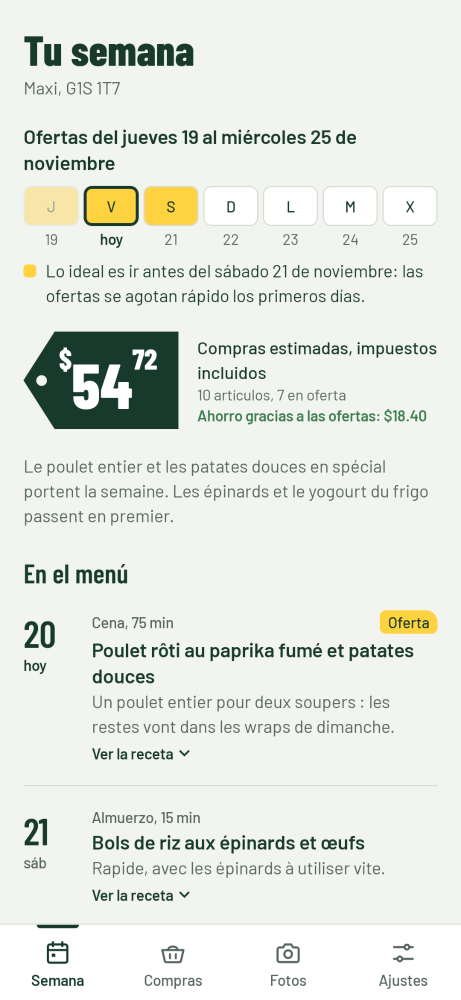 Tu semana
Maxi, G1S 1T7
Ofertas del jueves 19 al miércoles 25 de
noviembre
J V S D L M X
19 hoy 21 22 23 24 25
Lo ideal es ir antes del sábado 21 de noviembre: las
ofertas se agotan rápido los primeros días.
$54 72
Compras estimadas, impuestos
incluidos
10 artículos, 7 en oferta
Ahorro gracias a las ofertas: $18.40
Le poulet entier et les patates douces en spécial
portent la semaine. Les épinards et le yogourt du frigo
passent en premier.
En el menú
20
hoy
Cena, 75 min
Oferta
Poulet rôti au paprika fumé et patates
douces
Un poulet entier pour deux soupers : les
restes vont dans les wraps de dimanche.
Ver la receta
21
sáb
Almuerzo, 15 min
Bols de riz aux épinards et œufs
Rapide, avec les épinards à utiliser vite.
Ver la receta
Semana Compras Fotos Ajustes